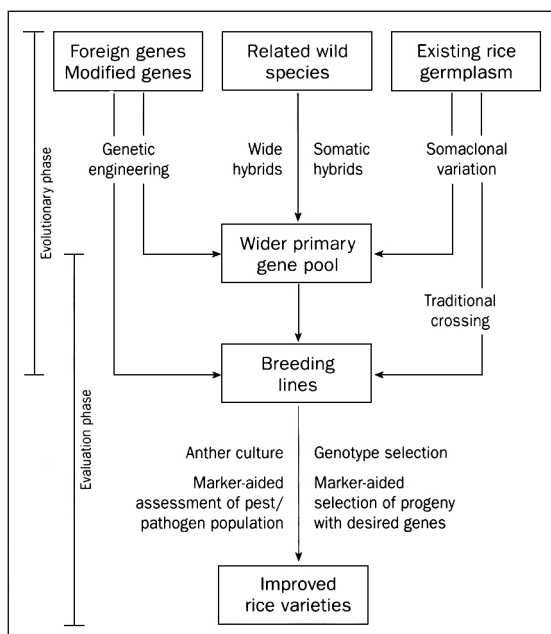 Foreign genes
Modified genes
Related wild
species
Existing rice
germplasm
Genetic
engineering
Wide
hybrids
Somatic
hybrids
Somaclonal
variation
Evolutionary phase
Wider primary
gene pool
Traditional
crossing
Breeding
lines
Evaluation phase
Anther culture
Marker-aided
assessment of pest/
pathogen population
Genotype selection
Marker-aided
selection of progeny
with desired genes
Improved
rice varieties